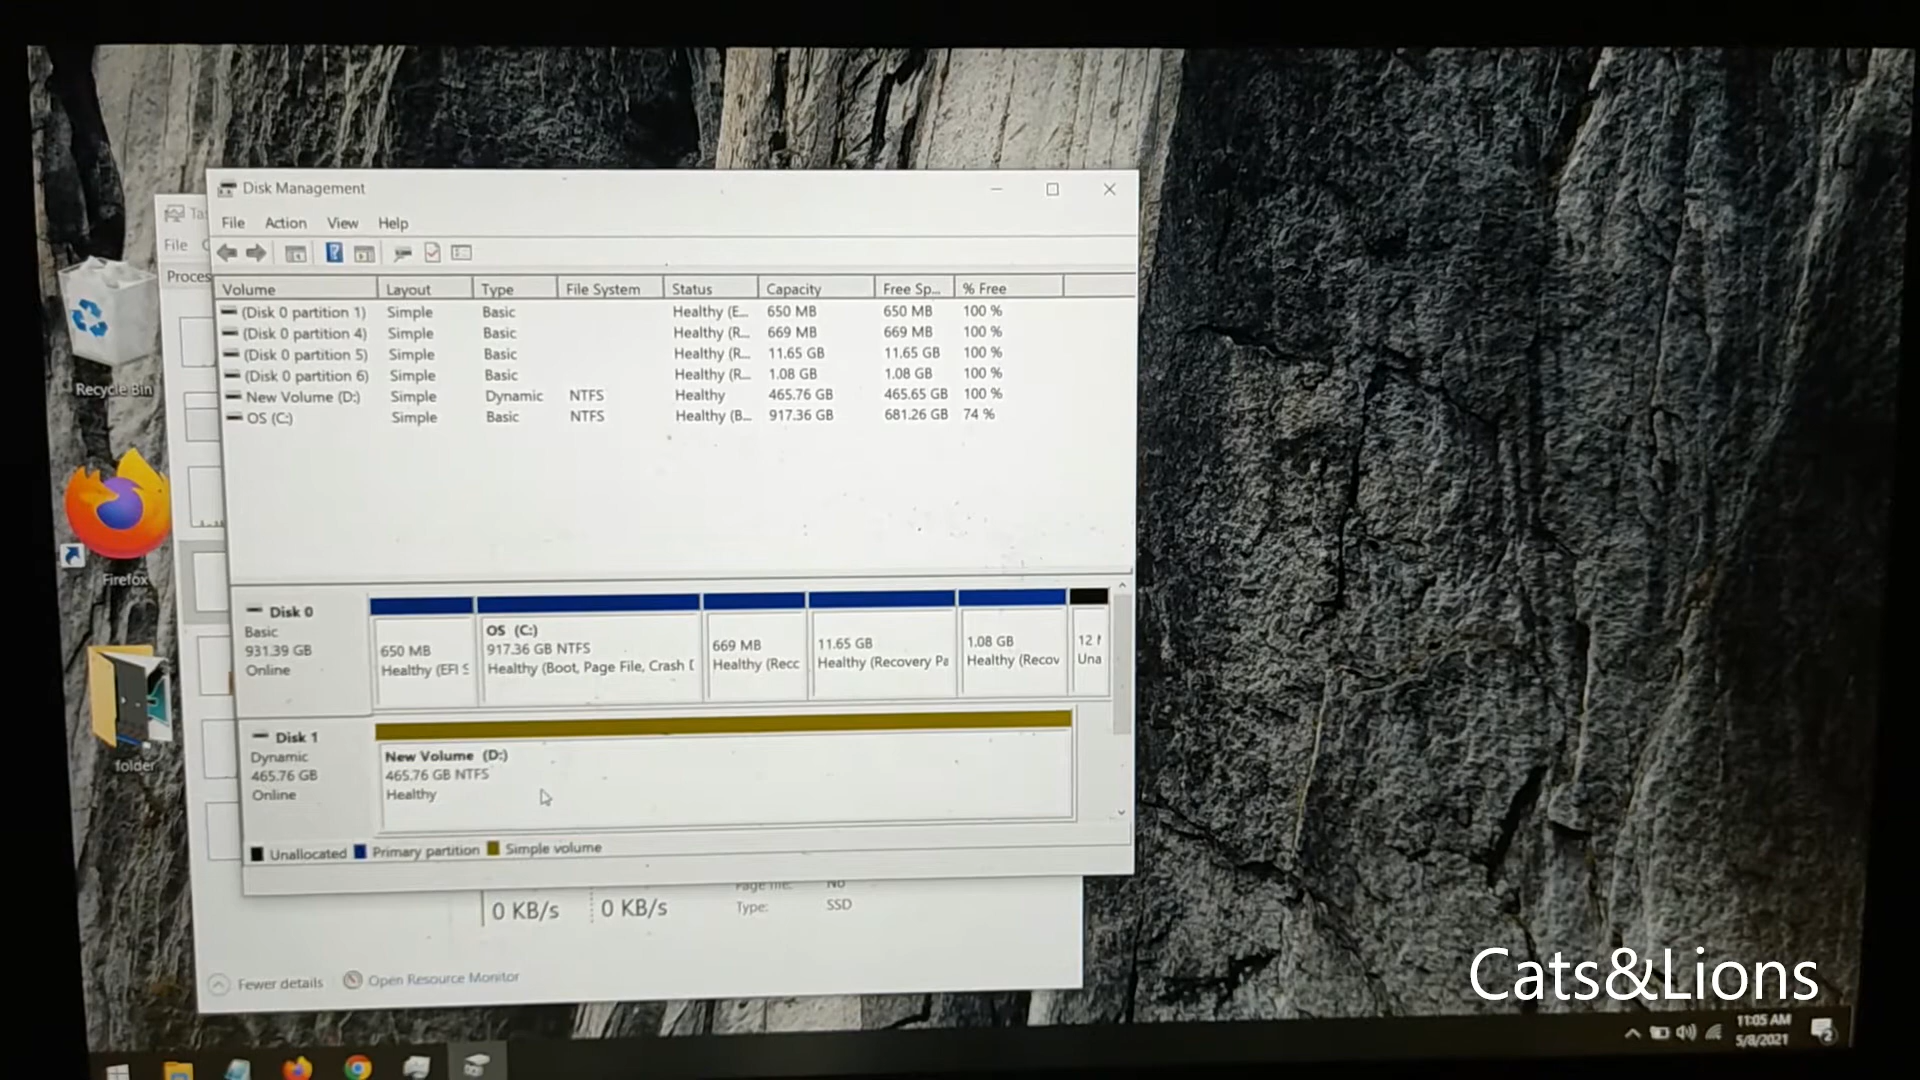 Disk Management
File Action View Help
Volume Layout Type File System Status Capacity Free Sp... % Free
(Disk 0 partition 1) Simple Basic Healthy (E... 650 MB 650 MB 100 %
(Disk 0 partition 4) Simple Basic Healthy (R... 669 MB 669 MB 100 %
(Disk 0 partition 5) Simple Basic Healthy (R... 11.65 GB 11.65 GB 100 %
(Disk 0 partition 6) Simple Basic Healthy (R... 1.08 GB 1.08 GB 100 %
New Volume (D:) Simple Dynamic NTFS Healthy 465.76 GB 465.65 GB 100 %
OS (C:) Simple Basic NTFS Healthy (B... 917.36 GB 681.26 GB 74 %
Disk 0
Basic
931.39 GB
Online
650 MB
Healthy (EFI S
OS (C:)
917.36 GB NTFS
Healthy (Boot, Page File, Crash D
669 MB
Healthy (Recc
11.65 GB
Healthy (Recovery Pa
1.08 GB
Healthy (Recov
12 M
Una
Disk 1
Dynamic
465.76 GB
Online
New Volume (D:)
465.76 GB NTFS
Healthy
Unallocated Primary partition Simple volume
Ta
File
Proces
Page file: No
0 KB/s 0 KB/s Type: SSD
Fewer details Open Resource Monitor
Recycle Bin
Firefox
folder
Cats&Lions
11:05 AM
5/8/2021
2